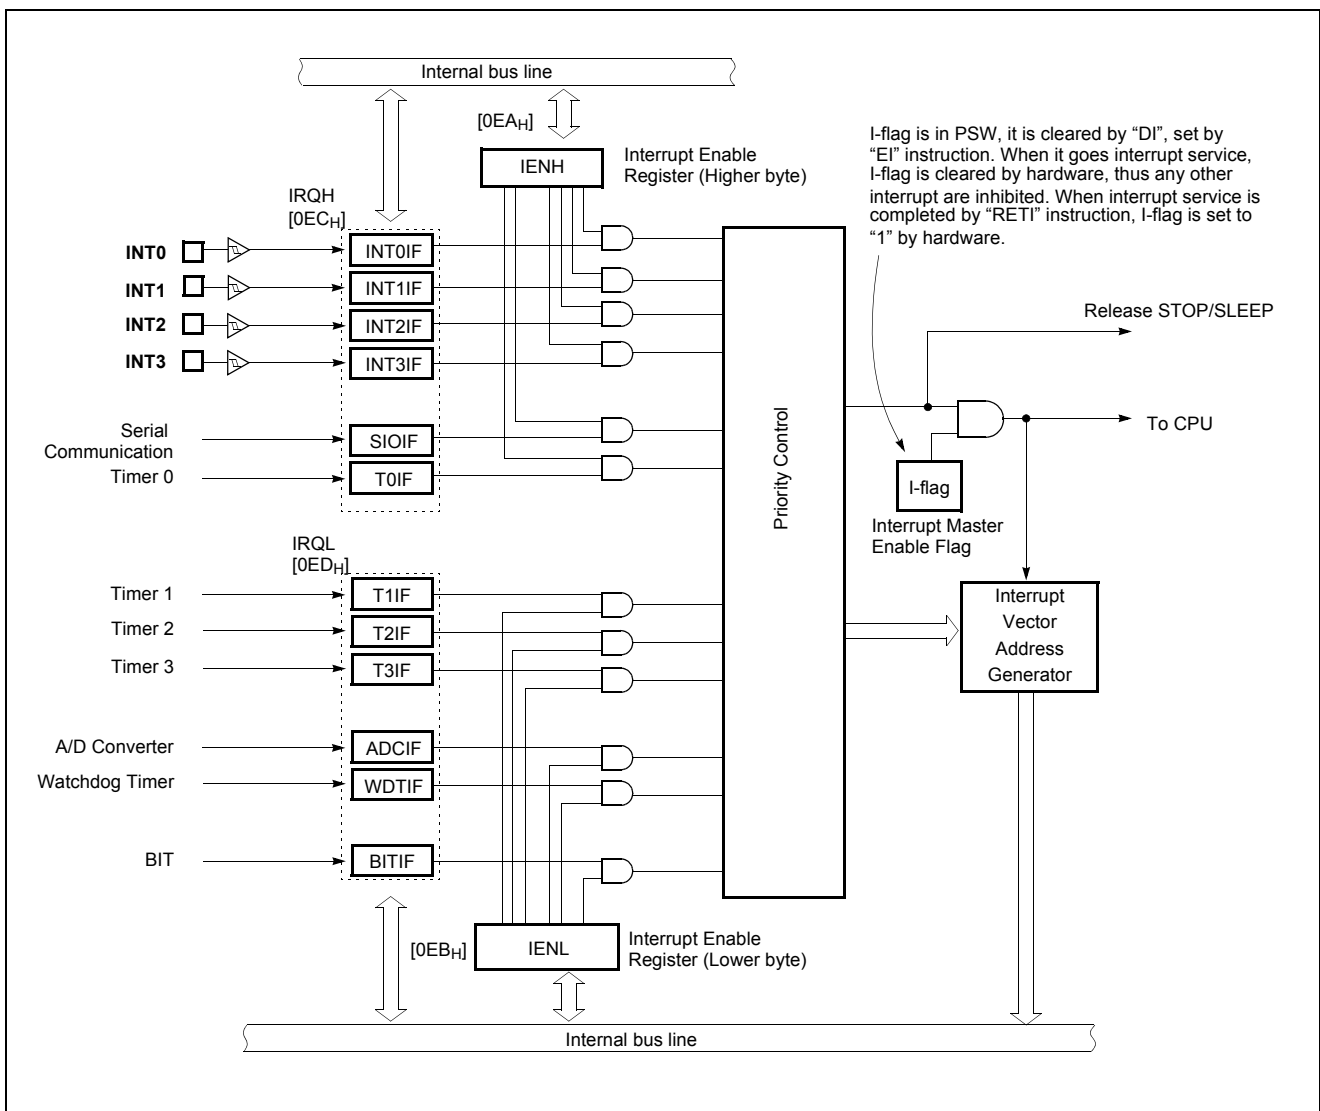 Internal bus line
[0EAH]
I-flag is in PSW, it is cleared by “DI”, set by
“EI” instruction. When it goes interrupt service,
I-flag is cleared by hardware, thus any other
interrupt are inhibited. When interrupt service is
completed by “RETI” instruction, I-flag is set to
“1” by hardware.
IENH
Interrupt Enable
Register (Higher byte)
IRQH
[0ECH]
INT0
INT0IF
INT1
INT1IF
INT2
INT2IF
INT3
INT3IF
Release STOP/SLEEP
Serial
Communication
SIOIF
Timer 0
T0IF
Priority Control
To CPU
I-flag
Interrupt Master
Enable Flag
IRQL
[0EDH]
Timer 1
T1IF
Timer 2
T2IF
Timer 3
T3IF
Interrupt
Vector
Address
Generator
A/D Converter
ADCIF
Watchdog Timer
WDTIF
BIT
BITIF
[0EBH]
IENL
Interrupt Enable
Register (Lower byte)
Internal bus line